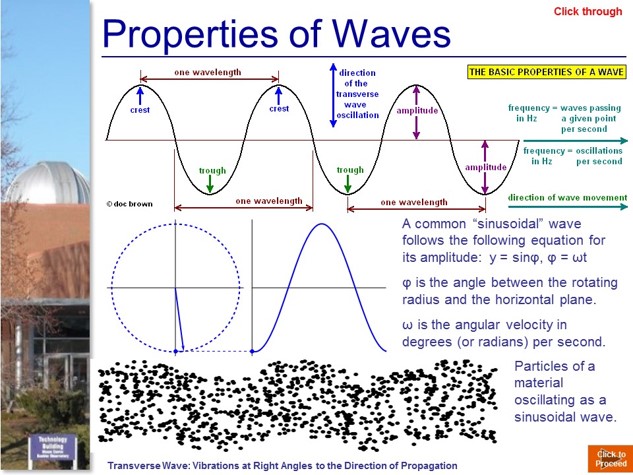 Click through
Properties of Waves
THE BASIC PROPERTIES OF A WAVE
one wavelength
direction
of the
transverse
wave
oscillation
crest
crest
amplitude
frequency = waves passing
in Hz a given point
per second
frequency = oscillations
in Hz per second
trough
trough
amplitude
one wavelength
one wavelength
direction of wave movement
© doc brown
A common “sinusoidal” wave
follows the following equation for
its amplitude: y = sinφ, φ = ωt
φ is the angle between the rotating
radius and the horizontal plane.
ω is the angular velocity in
degrees (or radians) per second.
Particles of a
material
oscillating as a
sinusoidal wave.
Technology
Building
Click to
Proceed
Transverse Wave: Vibrations at Right Angles to the Direction of Propagation